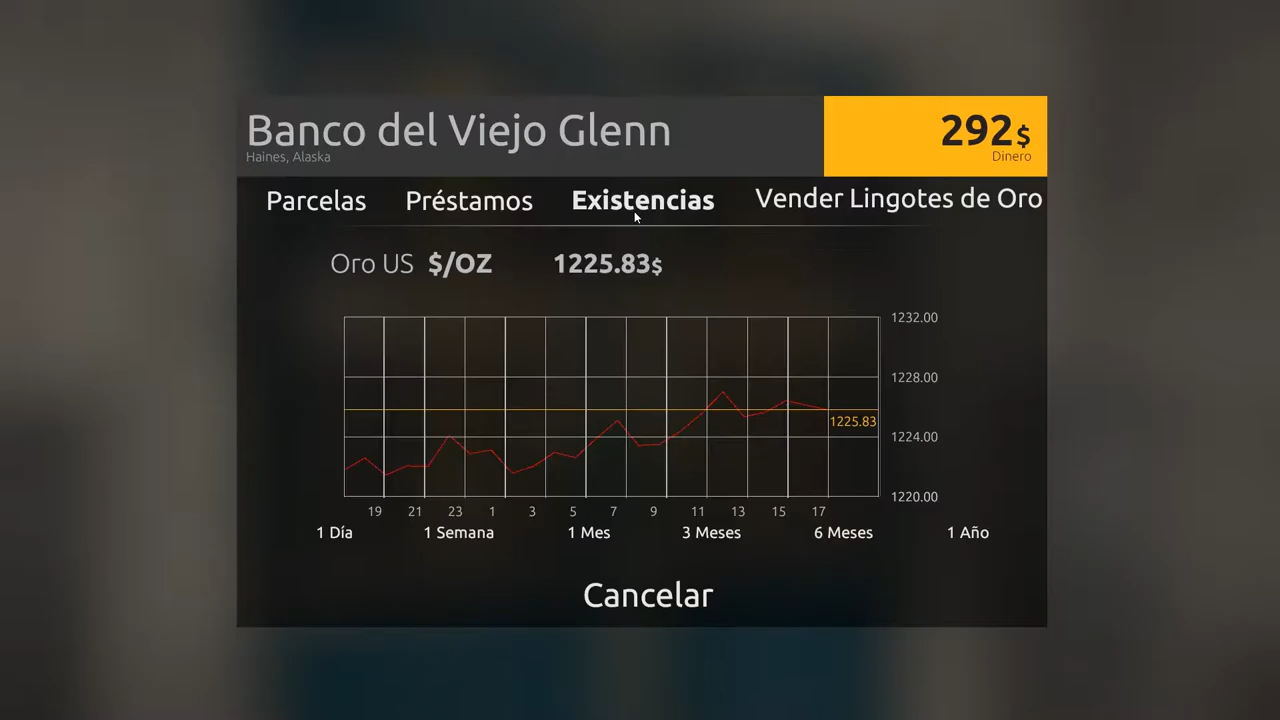 Banco del Viejo Glenn
Haines, Alaska
292$
Dinero
Parcelas Préstamos Existencias Vender Lingotes de Oro
Oro US $/OZ 1225.83$
1232.00
1228.00
1225.83
1224.00
1220.00
19 21 23 1 3 5 7 9 11 13 15 17
1 Día 1 Semana 1 Mes 3 Meses 6 Meses 1 Año
Cancelar